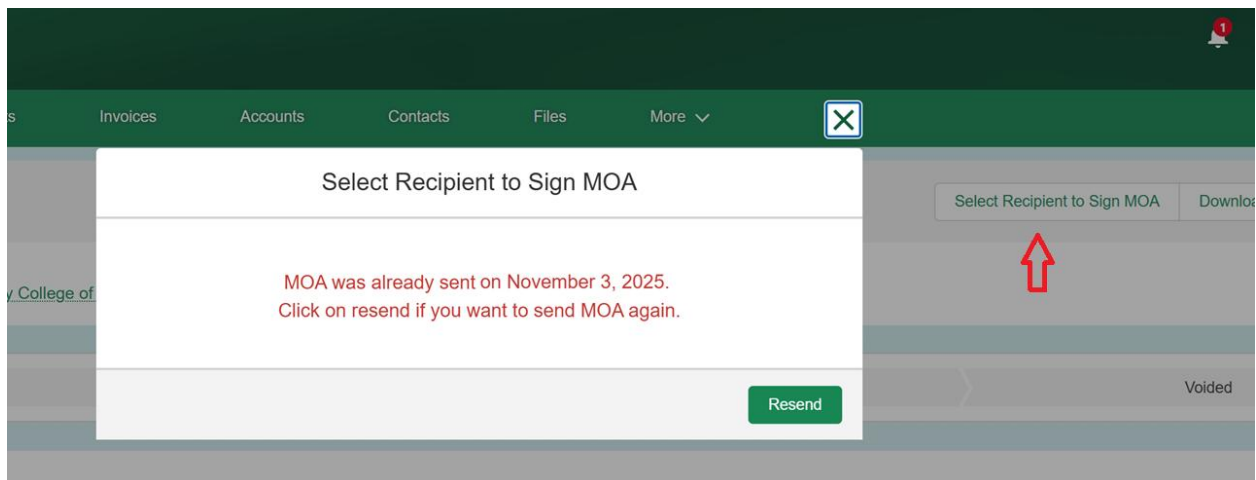 1
Invoices Accounts Contacts Files More
Select Recipient to Sign MOA
Select Recipient to Sign MOA
MOA was already sent on November 3, 2025.
Click on resend if you want to send MOA again.
College of
Voided
Resend